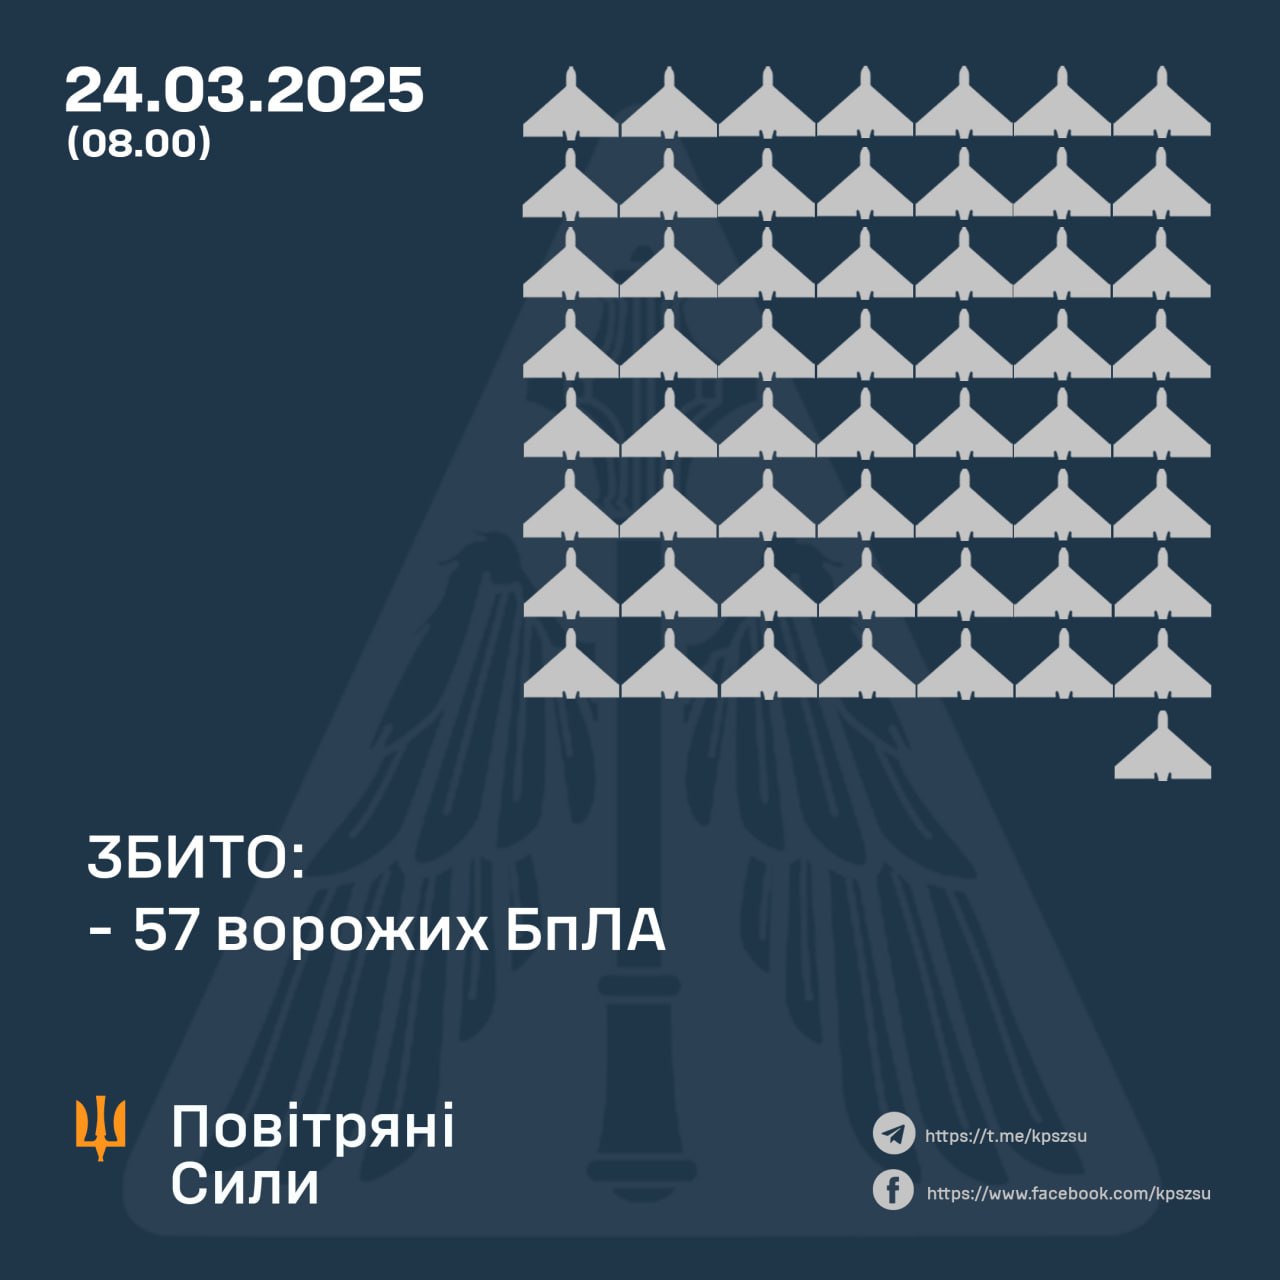 24.03.2025
(08.00)
ЗБИТО:
- 57 ворожих БпЛА
Повітряні
Сили
https://t.me/kpszsu
https://www.facebook.com/kpszsu